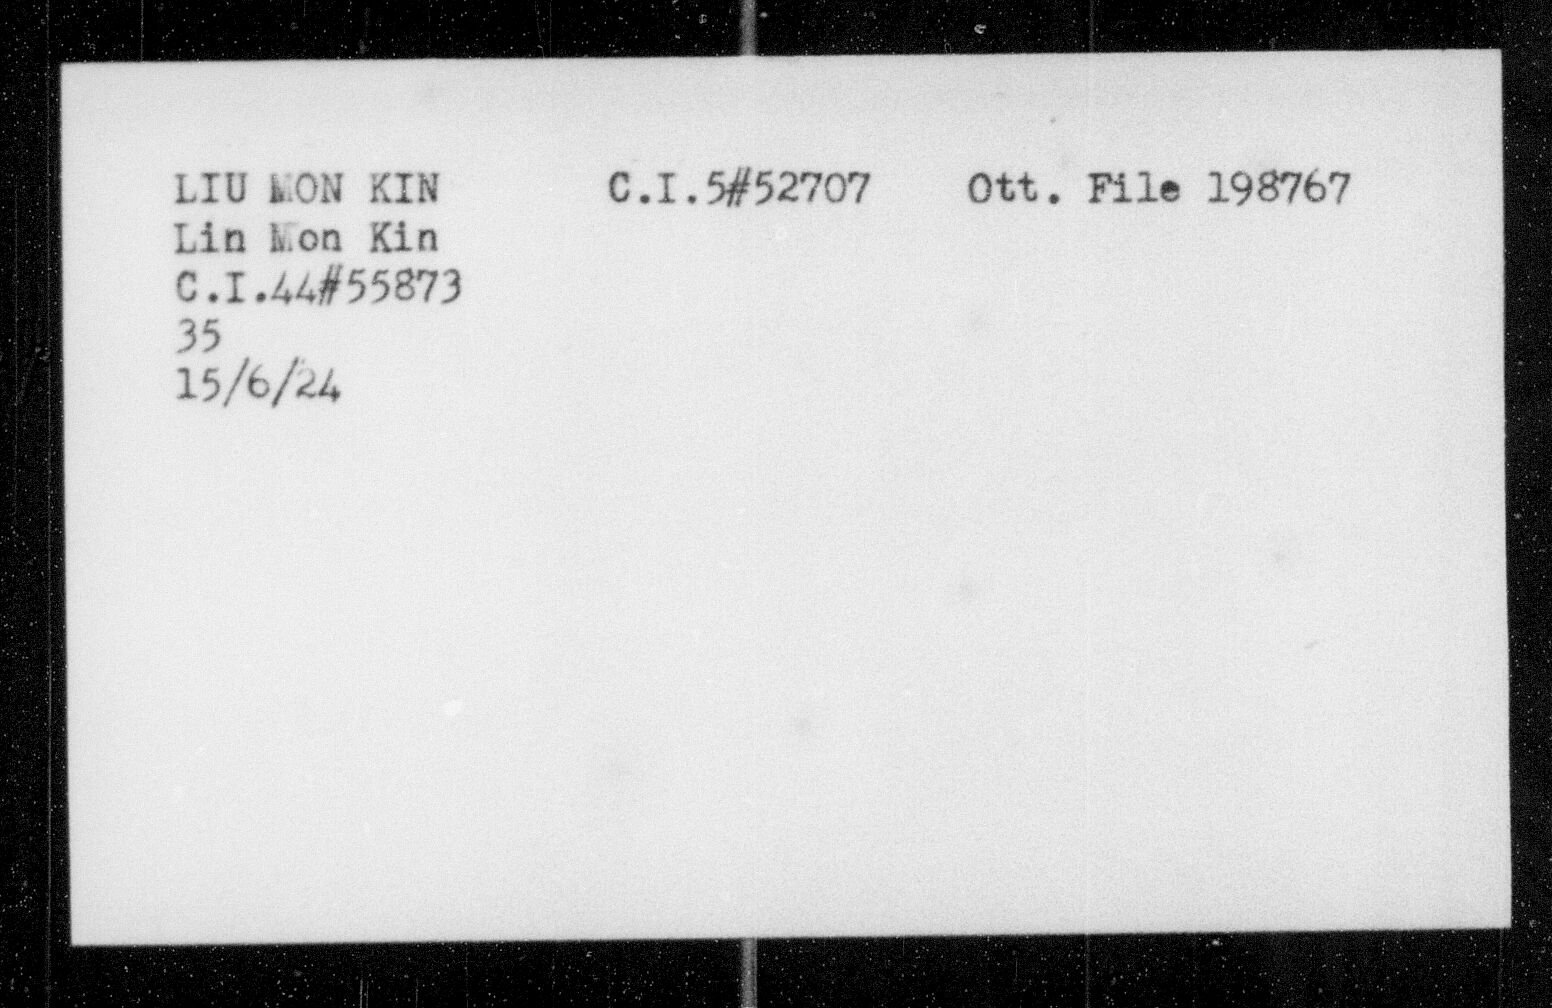 LIU MON KIN C.I.5#52707 Ott. File 198767
Lin Mon Kin
C.I.44#55873
35
15/6/24